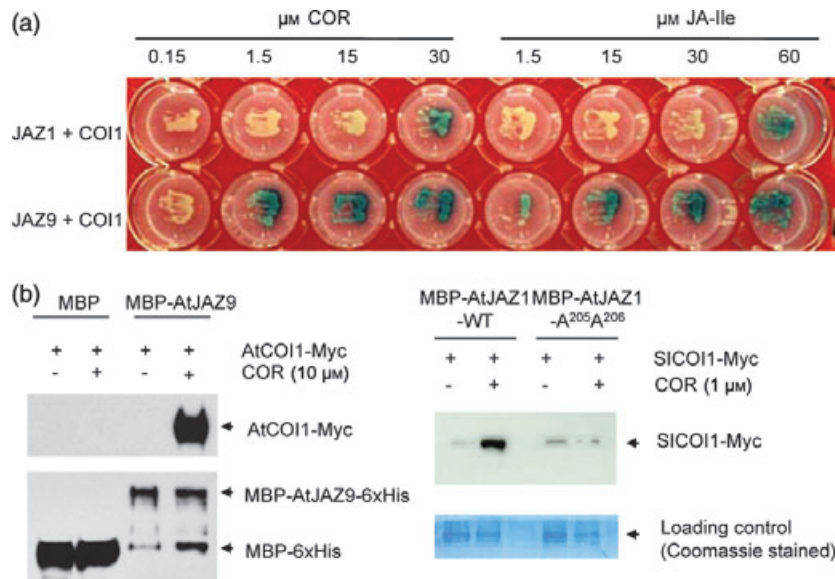 (a)
μM COR μM JA-Ile
0.15 1.5 15 30 1.5 15 30 60
JAZ1 + COI1
JAZ9 + COI1
(b)
MBP MBP-AtJAZ9
+ + + + AtCOI1-Myc
- + - + COR (10 μM)
AtCOI1-Myc
MBP-AtJAZ9-6xHis
MBP-6xHis
MBP-AtJAZ1 MBP-AtJAZ1
-WT -A²⁰⁵A²⁰⁶
+ + + + SlCOI1-Myc
- + - + COR (1 μM)
SlCOI1-Myc
Loading control
(Coomassie stained)